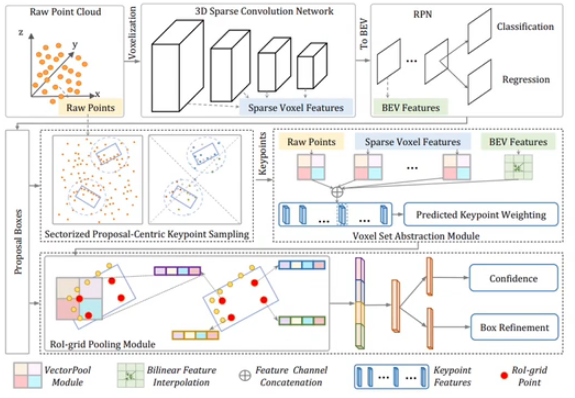 Raw Point Cloud
z
y
x
Raw Points
Voxelization
3D Sparse Convolution Network
Sparse Voxel Features
To BEV
RPN
Classification
Regression
BEV Features
Proposal Boxes
Sectorized Proposal-Centric Keypoint Sampling
Keypoints
Raw Points
Sparse Voxel Features
BEV Features
Predicted Keypoint Weighting
Voxel Set Abstraction Module
RoI-grid Pooling Module
Confidence
Box Refinement
VectorPool
Module
Bilinear Feature
Interpolation
Feature Channel
Concatenation
Keypoint
Features
RoI-grid
Point